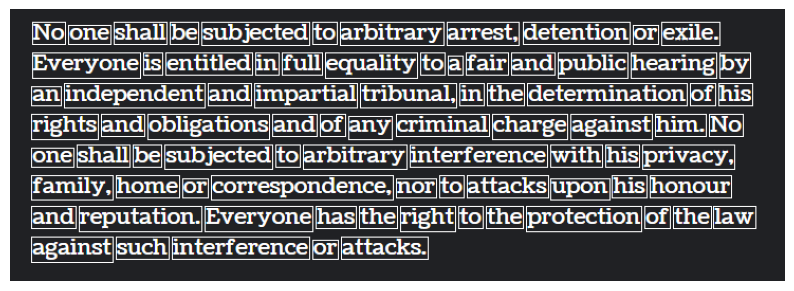 No one shall be subjected to arbitrary arrest, detention or exile.
Everyone is entitled in full equality to a fair and public hearing by
an independent and impartial tribunal, in the determination of his
rights and obligations and of any criminal charge against him. No
one shall be subjected to arbitrary interference with his privacy,
family, home or correspondence, nor to attacks upon his honour
and reputation. Everyone has the right to the protection of the law
against such interference or attacks.